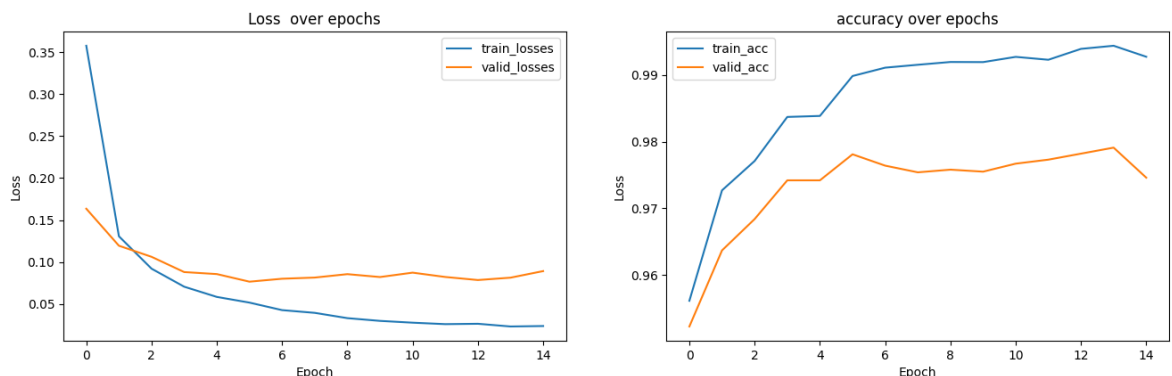 Loss  over epochs
Loss
0.35
0.30
0.25
0.20
0.15
0.10
0.05
train_losses
valid_losses
0 2 4 6 8 10 12 14
Epoch
accuracy over epochs
Loss
0.99
0.98
0.97
0.96
train_acc
valid_acc
0 2 4 6 8 10 12 14
Epoch